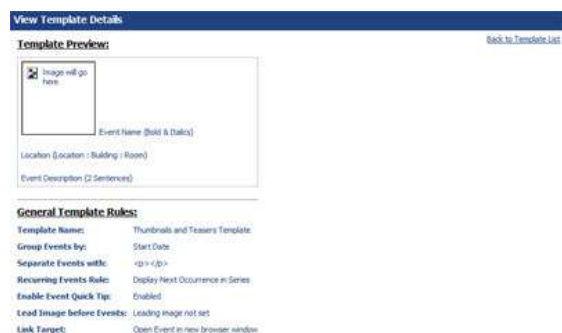 View Template Details
Back to Template List
Template Preview:
Image will go
here
Event Name (Bold & Italics)
Location (Location : Building : Room)
Event Description (2 Sentences)
General Template Rules:
Template Name: Thumbnails and Teasers Template
Group Events by: Start Date
Separate Events with: <p></p>
Recurring Events Rule: Display Next Occurrence in Series
Enable Event Quick Tip: Enabled
Lead Image before Events: Leading image not set
Link Target: Open Event in new browser window